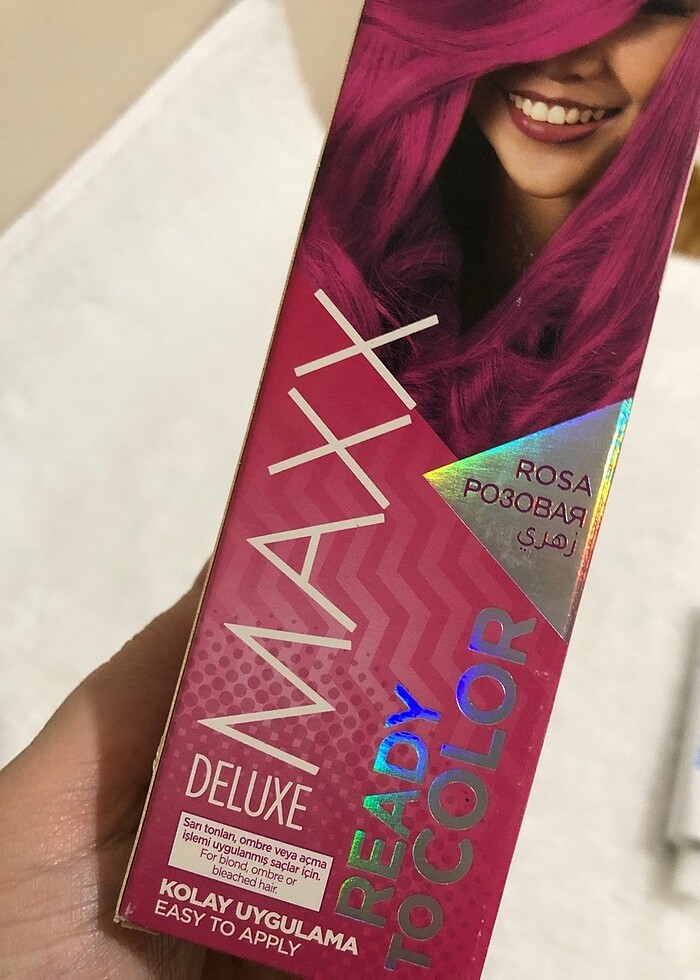 ROSA
РОЗОВАЯ
زهري
MAXX
DELUXE
READY
TO COLOR
Sarı tonları, ombre veya açma
işlemi uygulanmış saçlar için.
For blond, ombre or
bleached hair.
KOLAY UYGULAMA
EASY TO APPLY